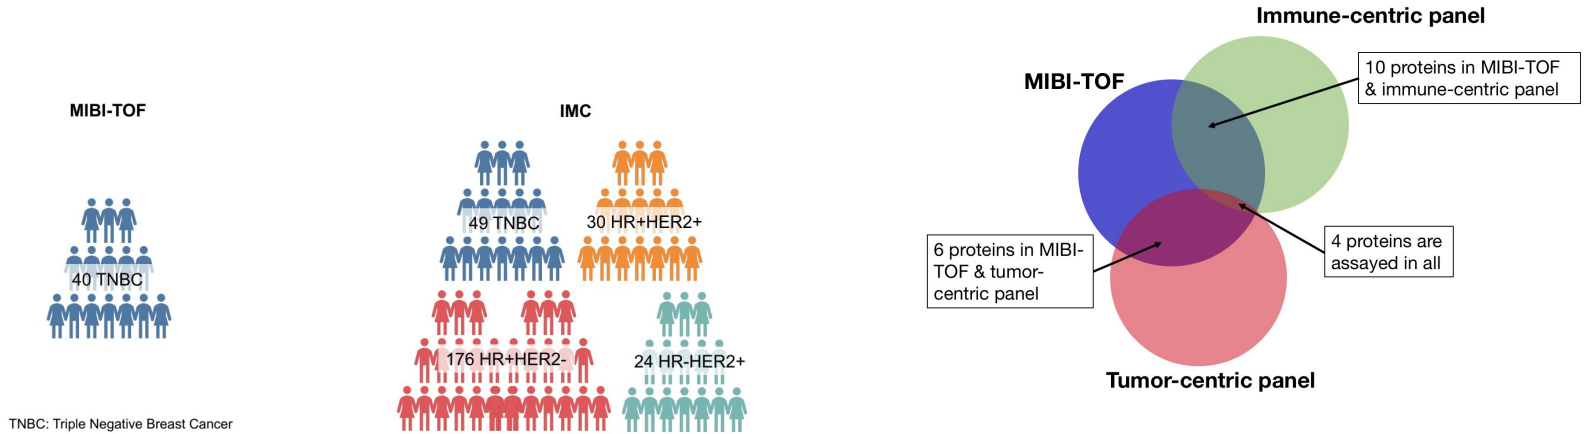 MIBI-TOF
40 TNBC
TNBC: Triple Negative Breast Cancer
IMC
49 TNBC
30 HR+HER2+
176 HR+HER2-
24 HR-HER2+
Immune-centric panel
MIBI-TOF
10 proteins in MIBI-TOF
& immune-centric panel
6 proteins in MIBI-
TOF & tumor-
centric panel
4 proteins are
assayed in all
Tumor-centric panel